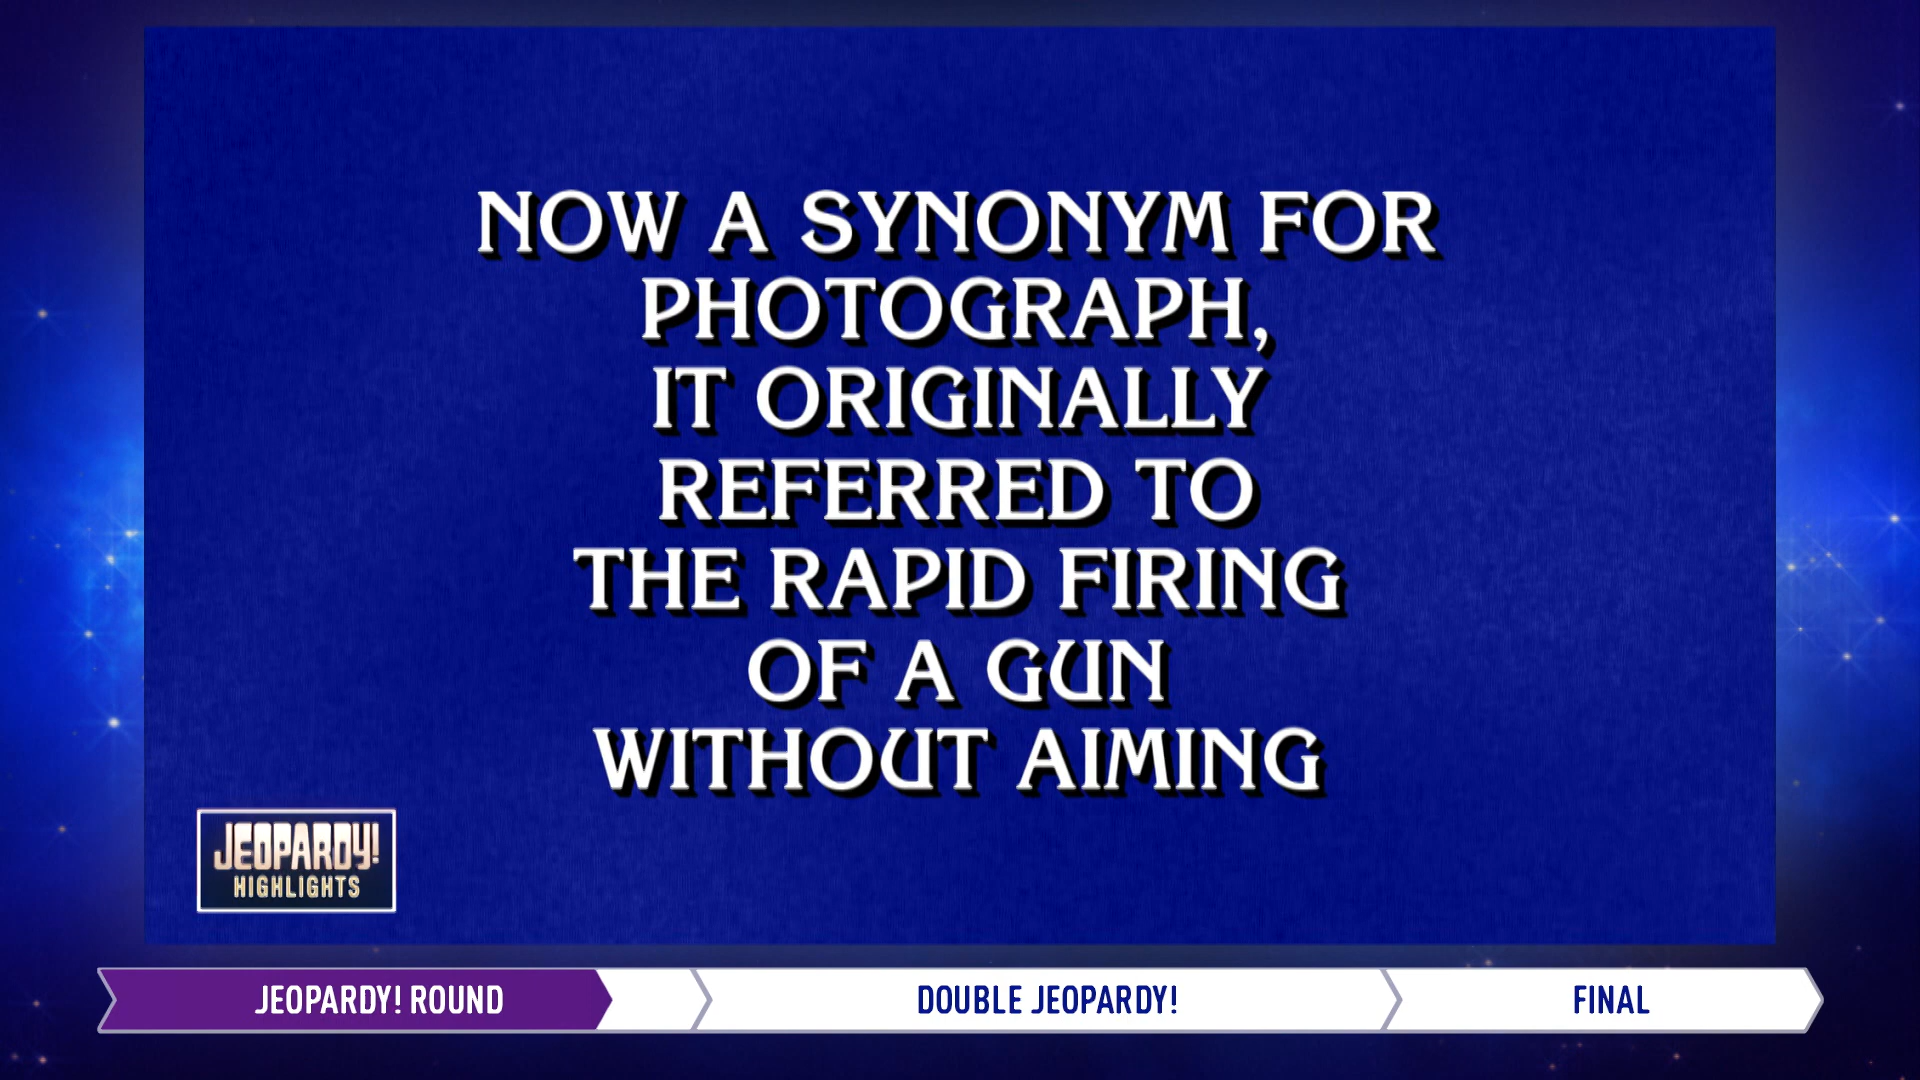 NOW A SYNONYM FOR
PHOTOGRAPH,
IT ORIGINALLY
REFERRED TO
THE RAPID FIRING
OF A GUN
WITHOUT AIMING
JEOPARDY!
HIGHLIGHTS
JEOPARDY! ROUND
DOUBLE JEOPARDY!
FINAL